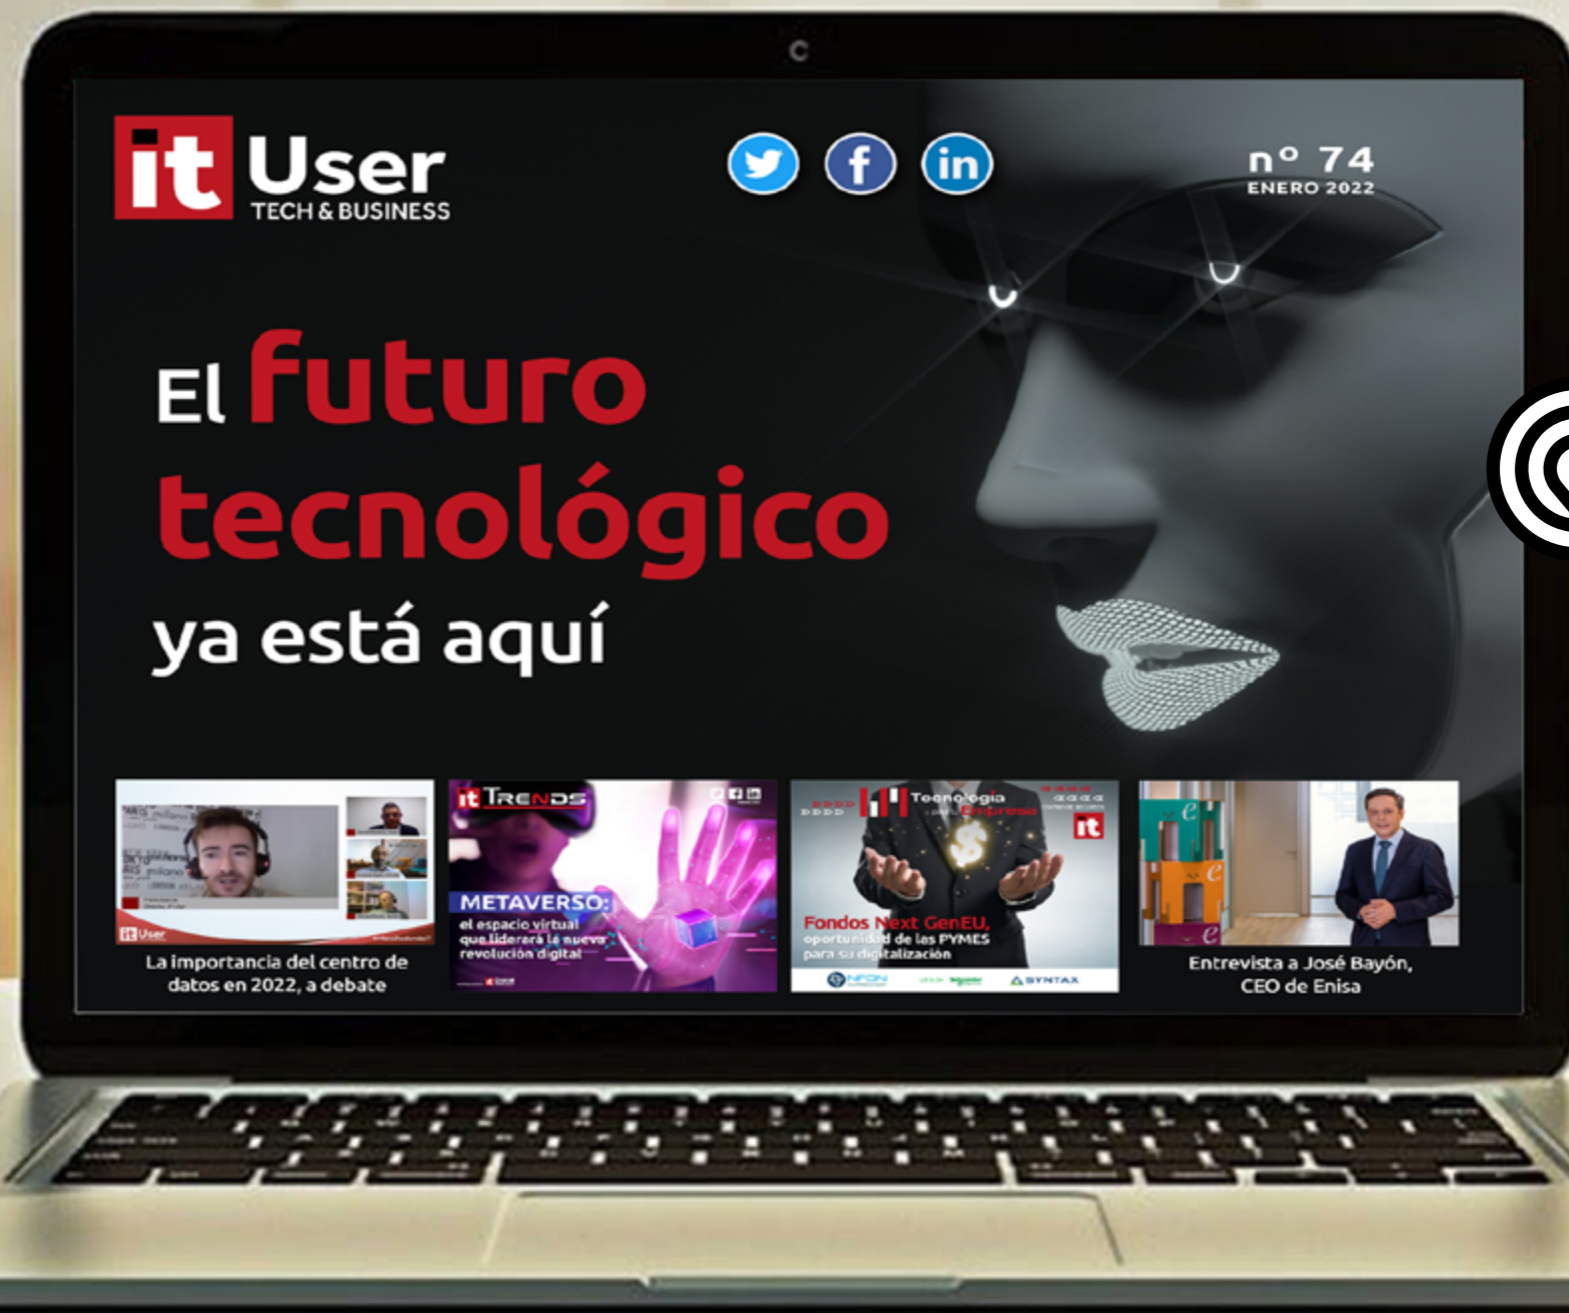 it User
TECH & BUSINESS
nº 74
ENERO 2022
El futuro
tecnológico
ya está aquí
it User
La importancia del centro de
datos en 2022, a debate
it TRENDS
METAVERSO:
el espacio virtual
que liderará la nueva
revolución digital
Tecnología
Empresa
it
Fondos Next GenEU,
oportunidad de las PYMES
para su digitalización
NFON
Schneider
SYNTAX
Entrevista a José Bayón,
CEO de Enisa